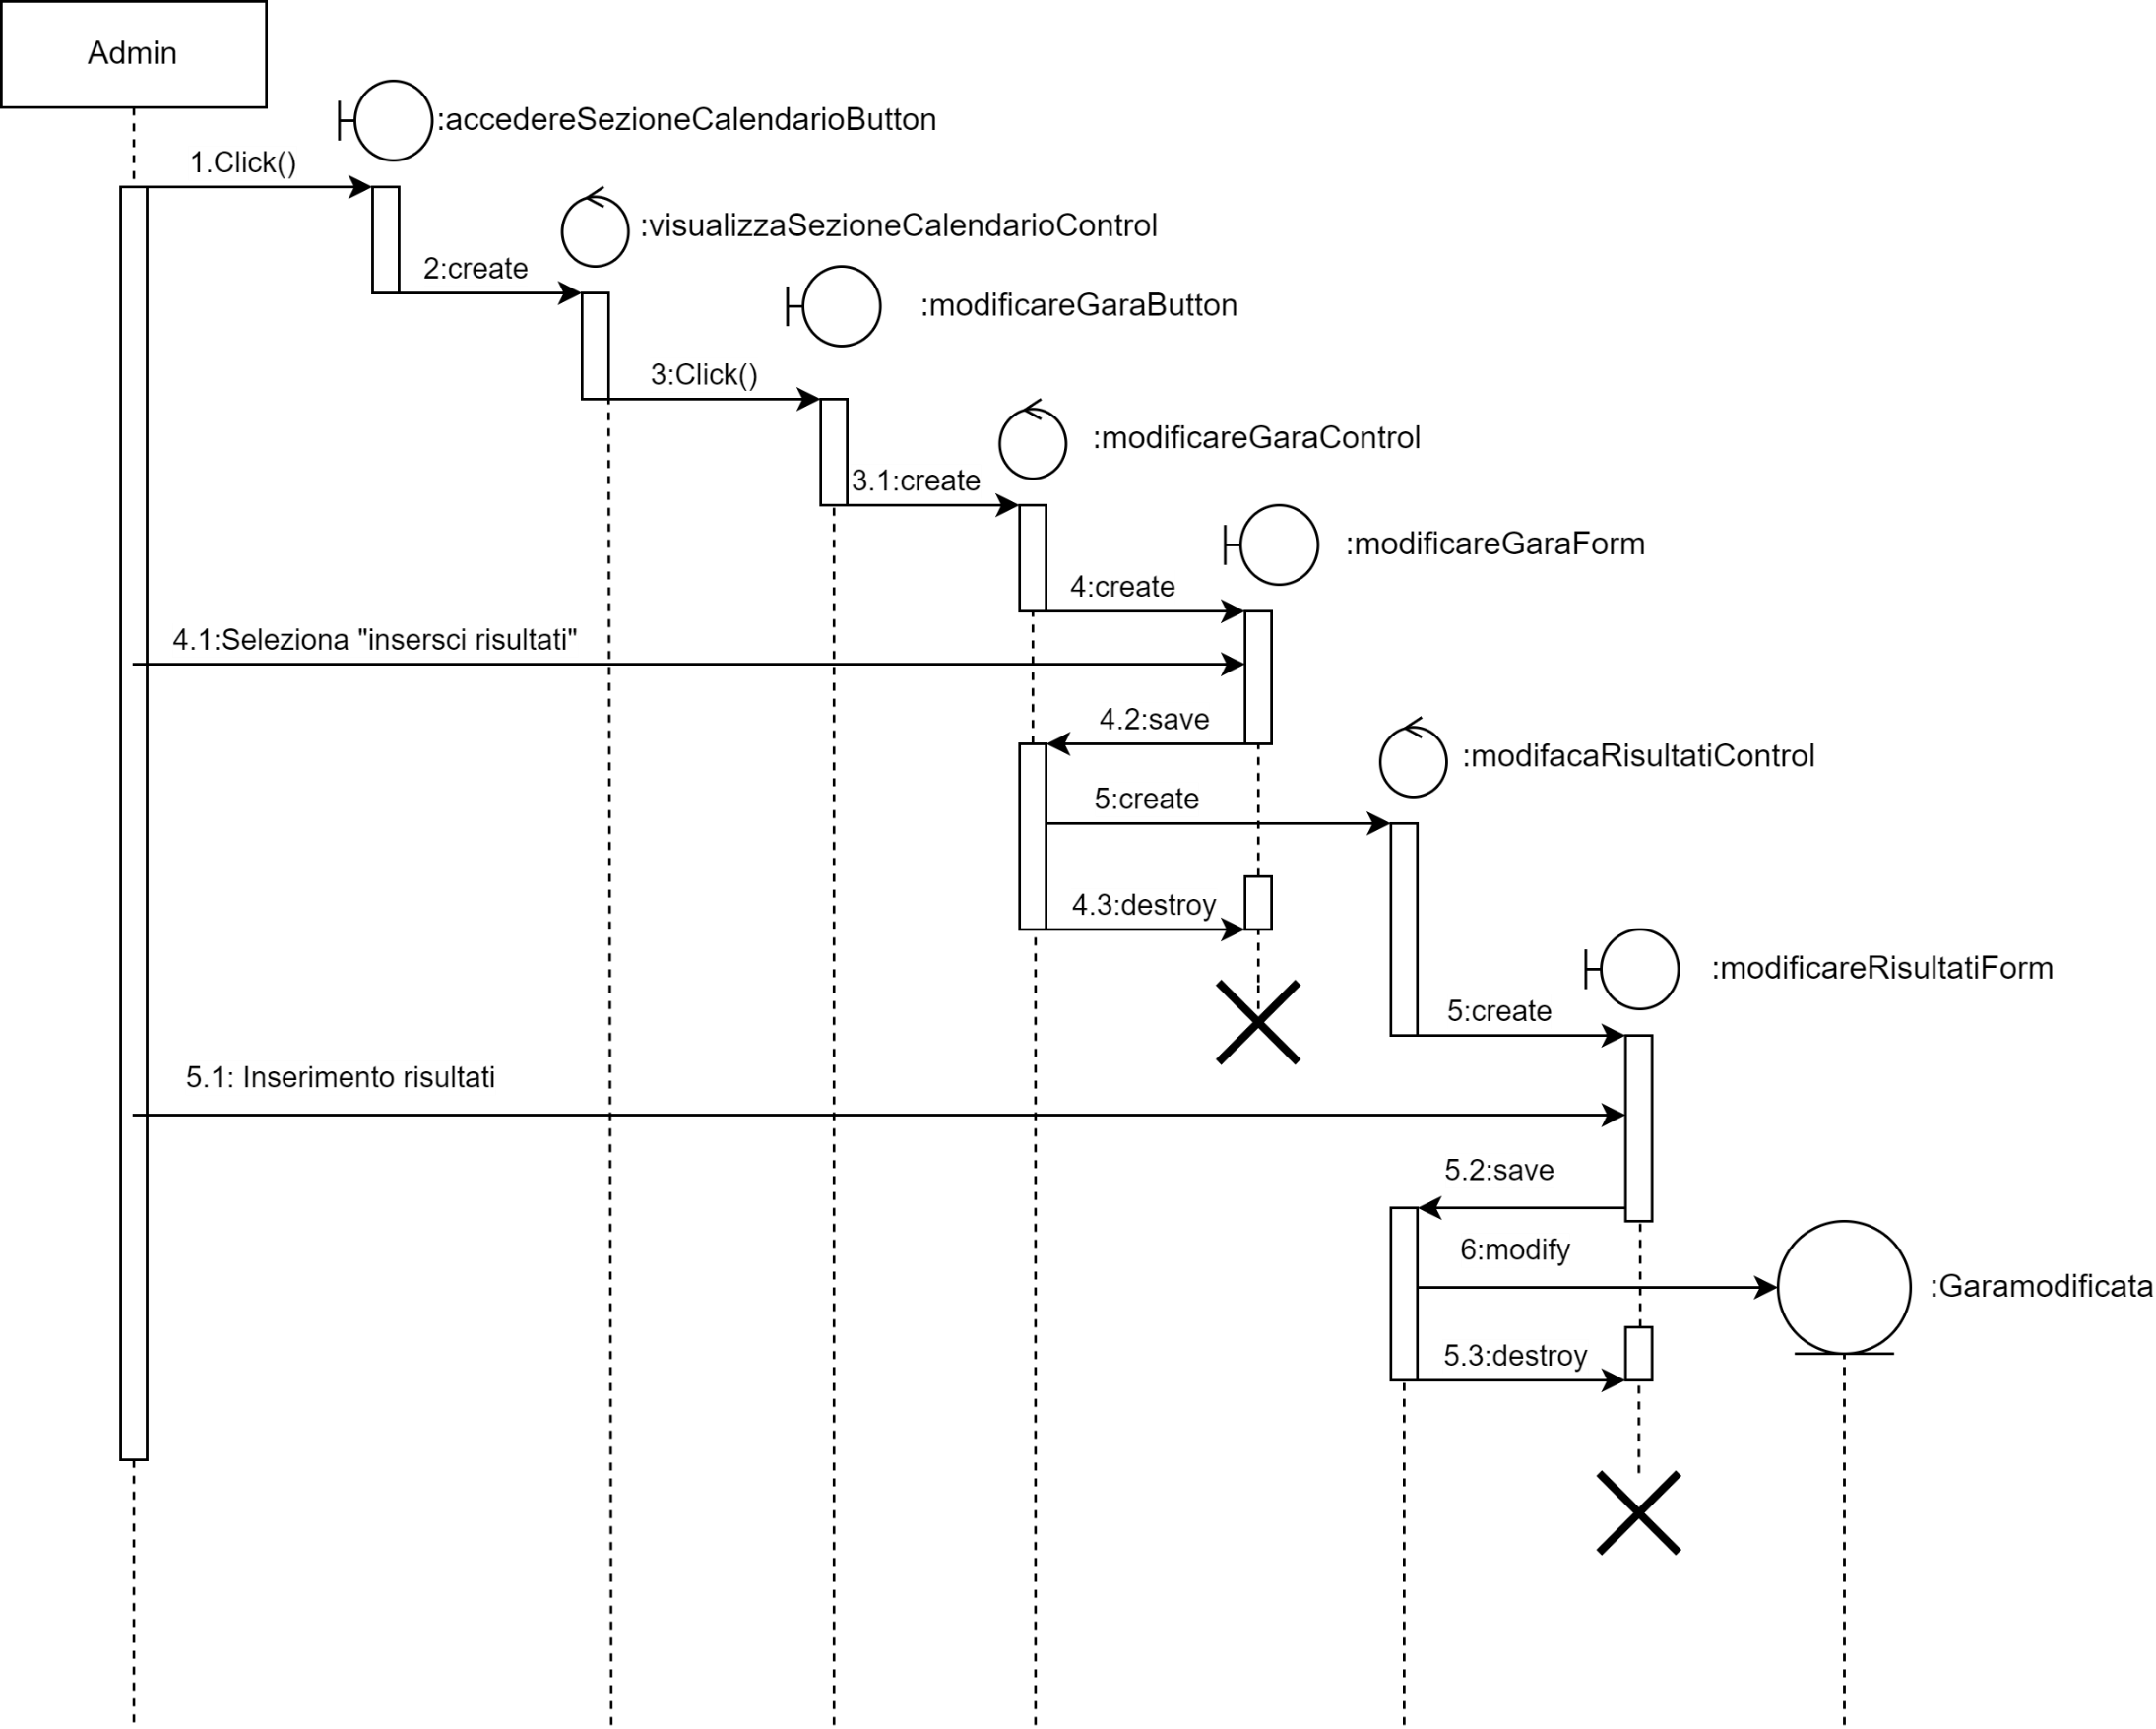 Admin
:accedereSezioneCalendarioButton
1.Click()
:visualizzaSezioneCalendarioControl
2:create
:modificareGaraButton
3:Click()
:modificareGaraControl
3.1:create
:modificareGaraForm
4:create
4.1:Seleziona "insersci risultati"
4.2:save
:modifacaRisultatiControl
5:create
4.3:destroy
:modificareRisultatiForm
5:create
5.1: Inserimento risultati
5.2:save
6:modify
:Garamodificata
5.3:destroy